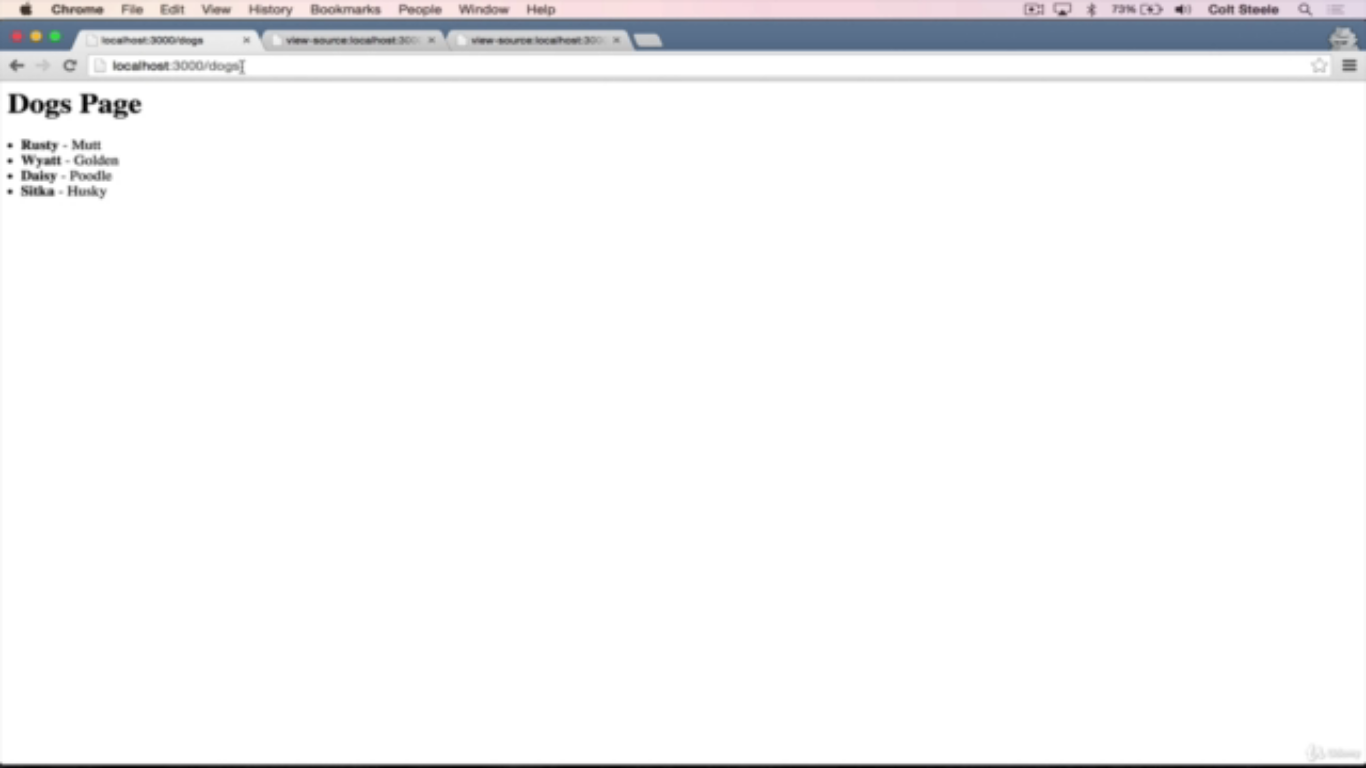 Chrome File Edit View History Bookmarks People Window Help 73% Colt Steele
localhost:3000/dogs view-source:localhost:300 view-source:localhost:300
localhost:3000/dogs
Dogs Page
• Rusty - Mutt
• Wyatt - Golden
• Daisy - Poodle
• Sitka - Husky
Udemy